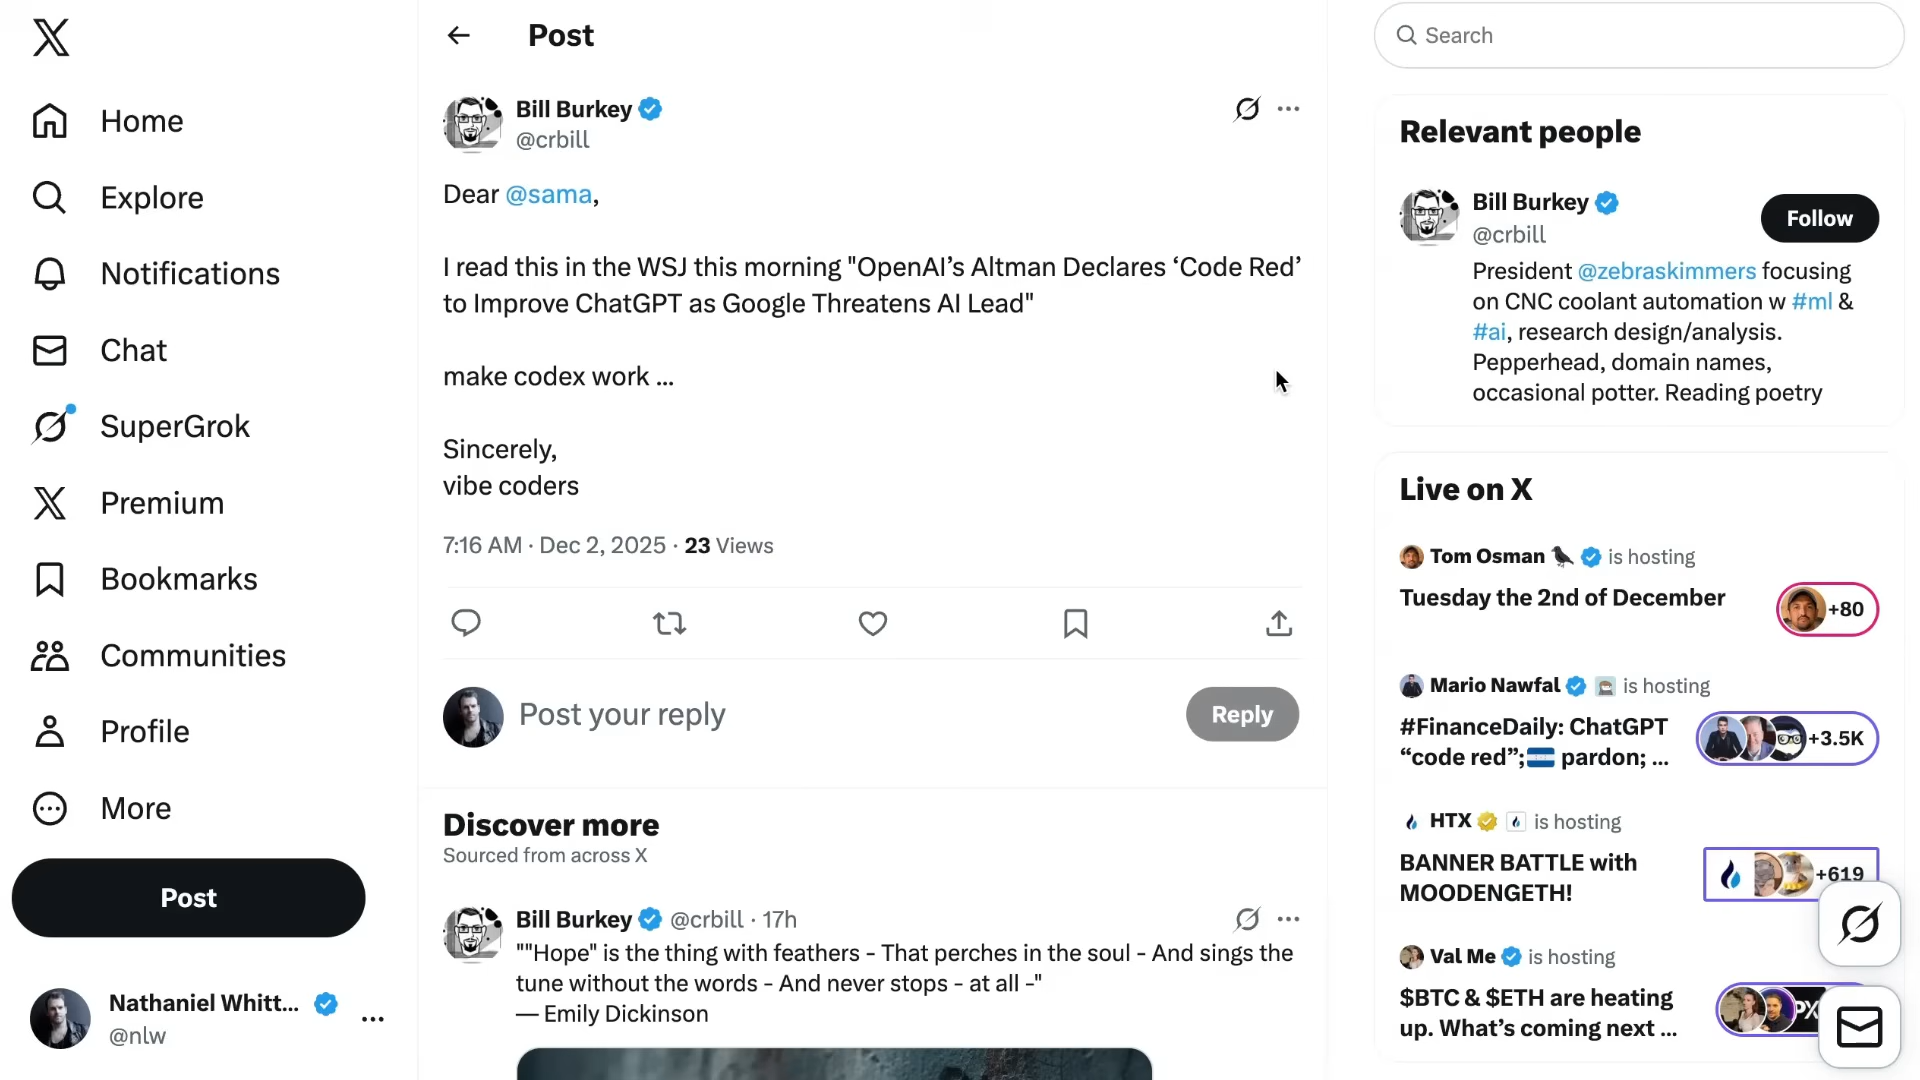 Home
Explore
Notifications
Chat
SuperGrok
Premium
Bookmarks
Communities
Profile
More
Post
Nathaniel Whitt...
@nlw
Post
Bill Burkey
@crbill
Dear @sama,
I read this in the WSJ this morning "OpenAI’s Altman Declares ‘Code Red’
to Improve ChatGPT as Google Threatens AI Lead"
make codex work ...
Sincerely,
vibe coders
7:16 AM · Dec 2, 2025 · 23 Views
Post your reply
Reply
Discover more
Sourced from across X
Bill Burkey @crbill · 17h
""Hope" is the thing with feathers - That perches in the soul - And sings the
tune without the words - And never stops - at all -"
— Emily Dickinson
Search
Relevant people
Bill Burkey
@crbill
Follow
President @zebraskimmers focusing
on CNC coolant automation w #ml &
#ai, research design/analysis.
Pepperhead, domain names,
occasional potter. Reading poetry
Live on X
Tom Osman is hosting
Tuesday the 2nd of December
+80
Mario Nawfal is hosting
#FinanceDaily: ChatGPT
“code red”; pardon; ...
+3.5K
HTX is hosting
BANNER BATTLE with
MOODENGETH!
+619
Val Me is hosting
$BTC & $ETH are heating
up. What’s coming next ...